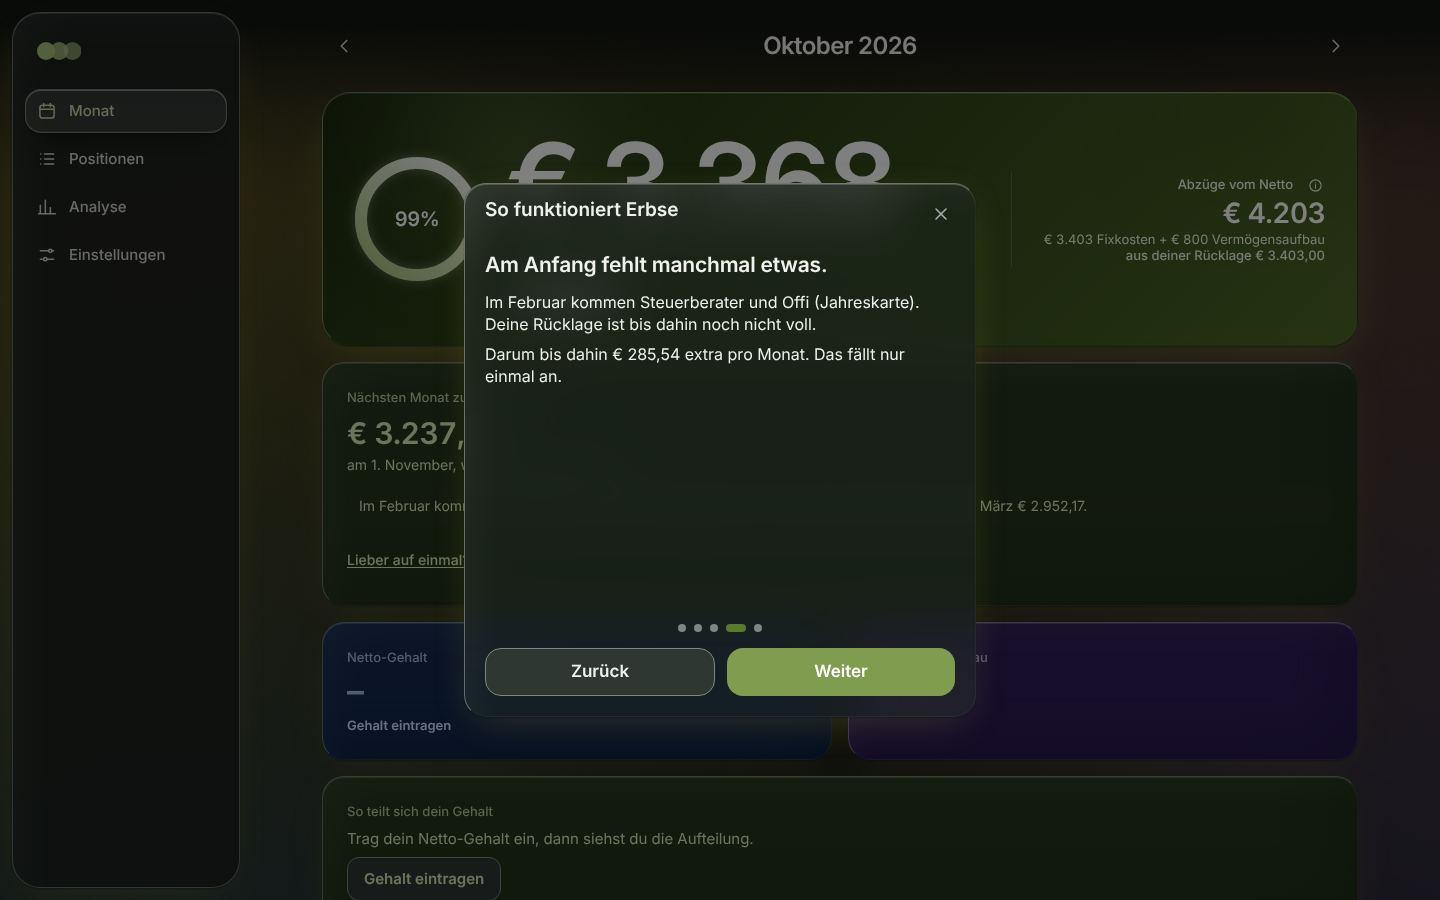 Oktober 2026
Monat
Positionen
Analyse
Einstellungen
99%
€ 3.368
Abzüge vom Netto
€ 4.203
€ 3.403 Fixkosten + € 800 Vermögensaufbau
aus deiner Rücklage € 3.403,00
So funktioniert Erbse
Am Anfang fehlt manchmal etwas.
Im Februar kommen Steuerberater und Offi (Jahreskarte).
Deine Rücklage ist bis dahin noch nicht voll.
Darum bis dahin € 285,54 extra pro Monat. Das fällt nur
einmal an.
Zurück
Weiter
Nächsten Monat
€ 3.237,
am 1. November,
Im Februar
März € 2.952,17.
Lieber auf einmal
Netto-Gehalt
–
Gehalt eintragen
So teilt sich dein Gehalt
Trag dein Netto-Gehalt ein, dann siehst du die Aufteilung.
Gehalt eintragen